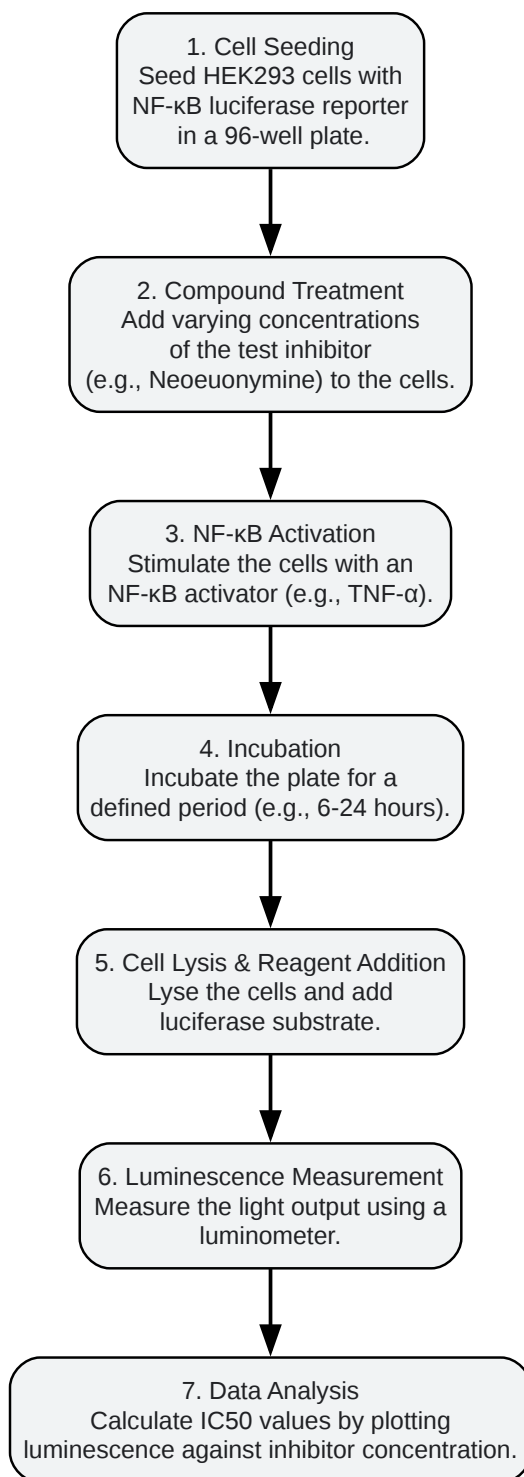 1. Cell Seeding
Seed HEK293 cells with
NF-κB luciferase reporter
in a 96-well plate.
2. Compound Treatment
Add varying concentrations
of the test inhibitor
(e.g., Neoeuonymine) to the cells.
3. NF-κB Activation
Stimulate the cells with an
NF-κB activator (e.g., TNF-α).
4. Incubation
Incubate the plate for a
defined period (e.g., 6-24 hours).
5. Cell Lysis & Reagent Addition
Lyse the cells and add
luciferase substrate.
6. Luminescence Measurement
Measure the light output using a
luminometer.
7. Data Analysis
Calculate IC50 values by plotting
luminescence against inhibitor concentration.